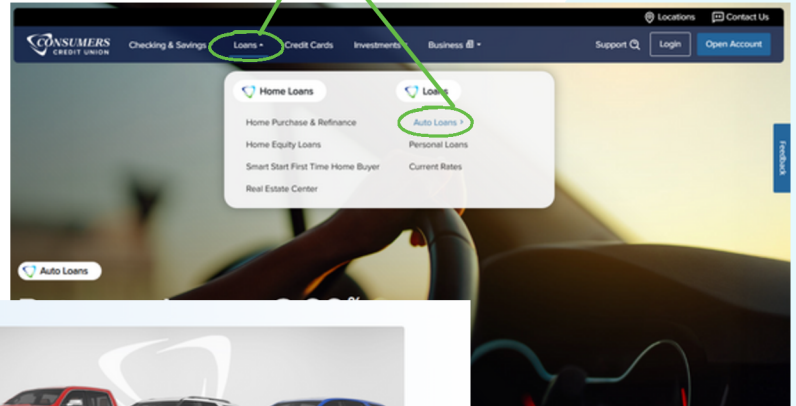 Locations
Contact Us
CONSUMERS
CREDIT UNION
Checking & Savings
Loans
Credit Cards
Investments
Business
Support
Login
Open Account
Home Loans
Home Purchase & Refinance
Home Equity Loans
Smart Start First Time Home Buyer
Real Estate Center
Loans
Auto Loans
Personal Loans
Current Rates
Feedback
Auto Loans